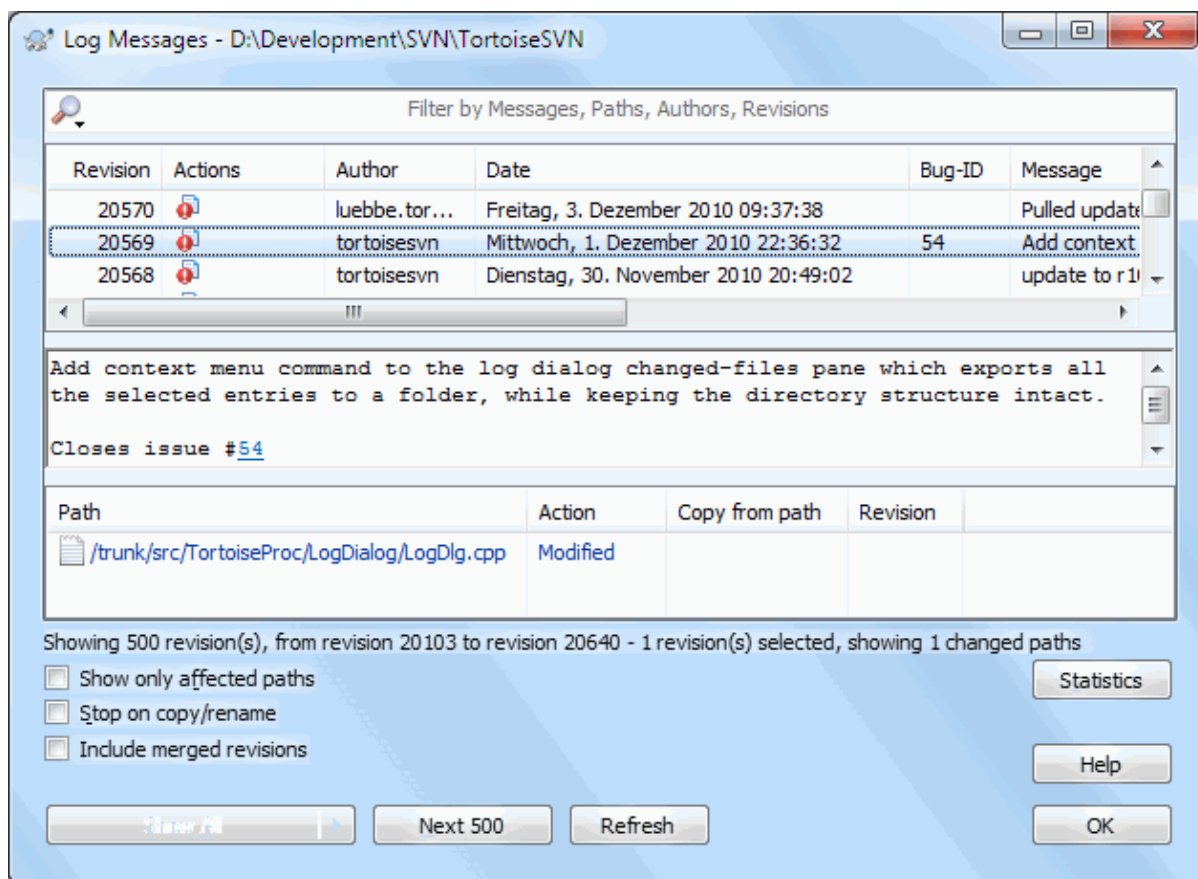 Log Messages - D:\Development\SVN\TortoiseSVN
Filter by Messages, Paths, Authors, Revisions
Revision Actions Author Date Bug-ID Message
20570 luebbe.tor... Freitag, 3. Dezember 2010 09:37:38 Pulled update
20569 tortoisesvn Mittwoch, 1. Dezember 2010 22:36:32 54 Add context
20568 tortoisesvn Dienstag, 30. November 2010 20:49:02 update to
Add context menu command to the log dialog changed-files pane which exports all
the selected entries to a folder, while keeping the directory structure intact.
Closes issue #54
Path Action Copy from path Revision
/trunk/src/TortoiseProc/LogDialog/LogDlg.cpp Modified
Showing 500 revision(s), from revision 20103 to revision 20640 - 1 revision(s) selected, showing 1 changed paths
Show only affected paths
Statistics
Stop on copy/rename
Include merged revisions
Help
Show All
Next 500
Refresh
OK